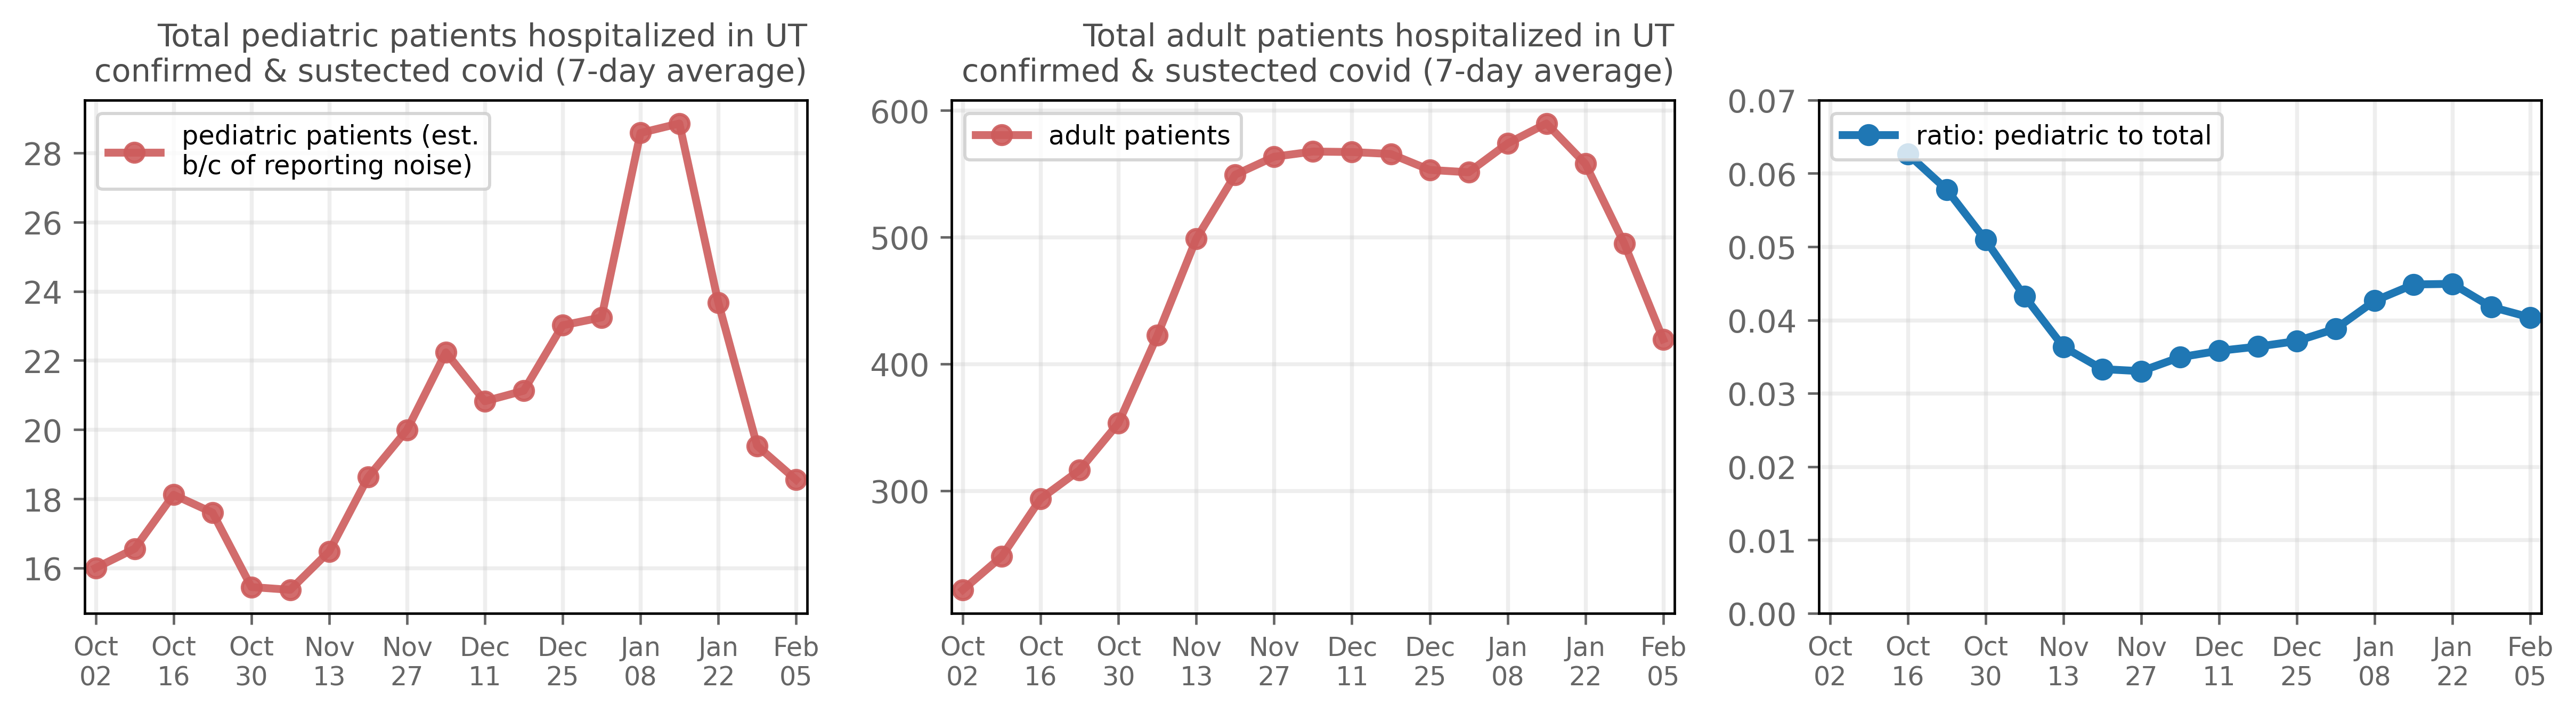 Total pediatric patients hospitalized in UT
confirmed & sustected covid (7-day average)
pediatric patients (est.
b/c of reporting noise)
28
26
24
22
20
18
16
Oct Oct Oct Nov Nov Dec Dec Jan Jan Feb
02 16 30 13 27 11 25 08 22 05
Total adult patients hospitalized in UT
confirmed & sustected covid (7-day average)
adult patients
600
500
400
300
Oct Oct Oct Nov Nov Dec Dec Jan Jan Feb
02 16 30 13 27 11 25 08 22 05
ratio: pediatric to total
0.07
0.06
0.05
0.04
0.03
0.02
0.01
0.00
Oct Oct Oct Nov Nov Dec Dec Jan Jan Feb
02 16 30 13 27 11 25 08 22 05